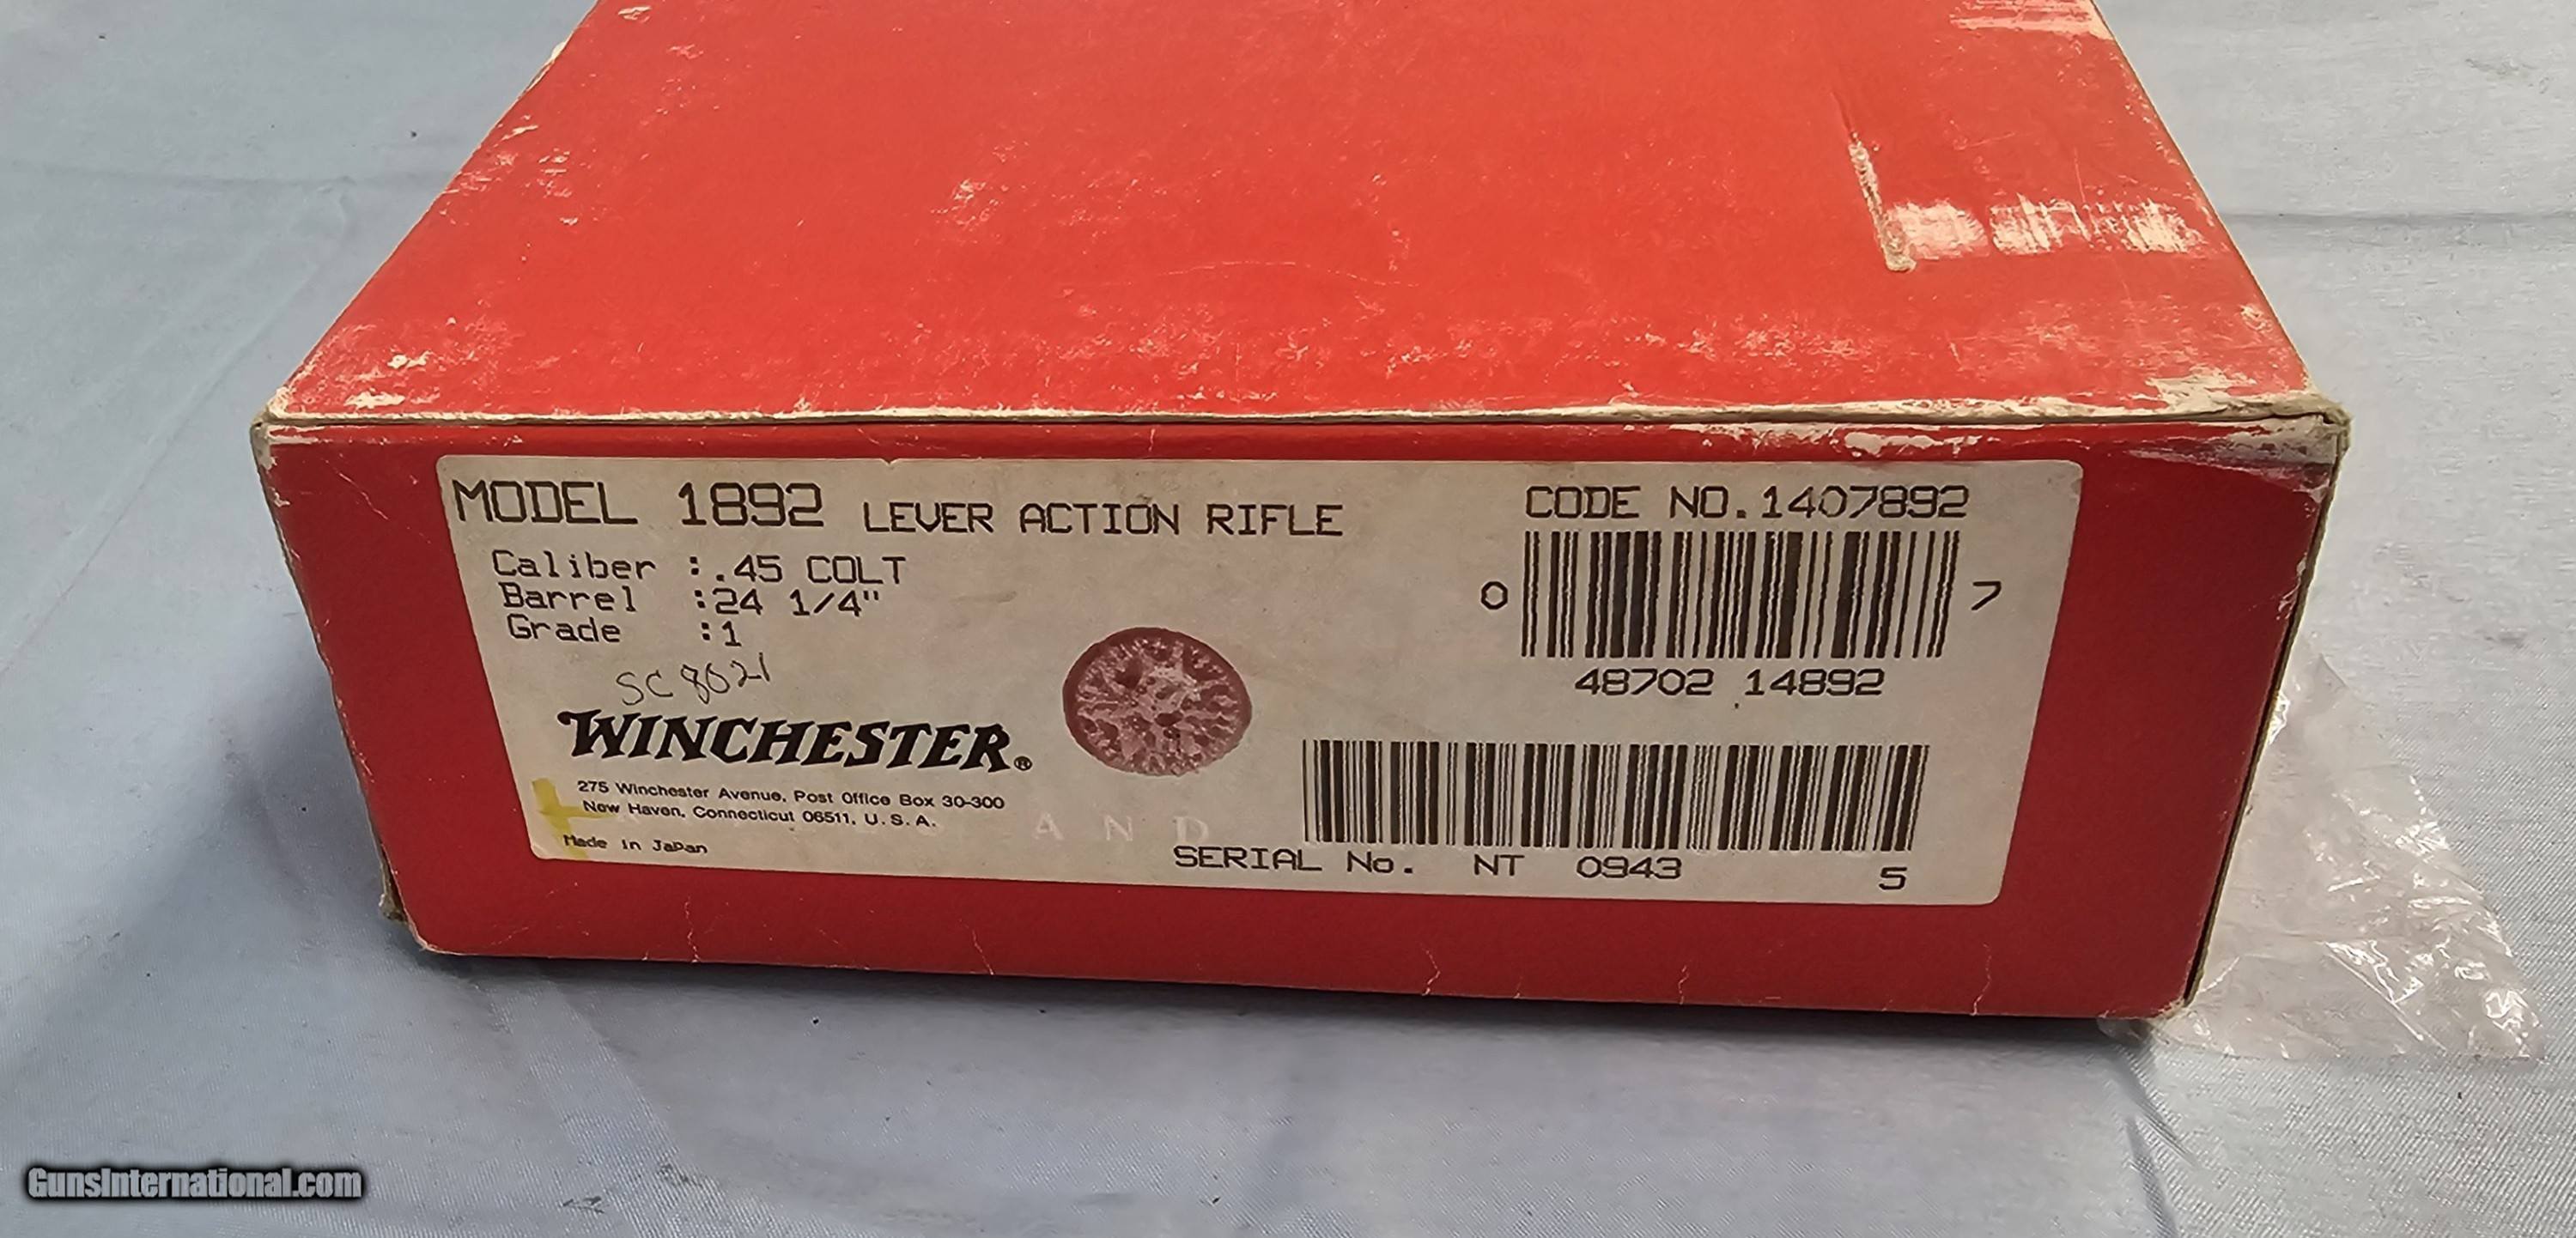 MODEL 1892 LEVER ACTION RIFLE
Caliber :.45 COLT
Barrel :24 1/4"
Grade :1
SC8021
WINCHESTER®
275 Winchester Avenue, Post Office Box 30-300
New Haven, Connecticut 06511, U.S.A.
Made in Japan
AND
CODE NO.1407892
0 7
48702 14892
SERIAL No. NT 0943 5
GunsInternational.com